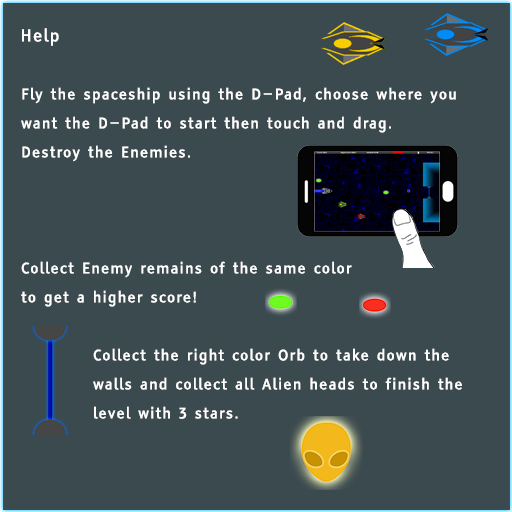 Help
Fly the spaceship using the D-Pad, choose where you
want the D-Pad to start then touch and drag.
Destroy the Enemies.
Collect Enemy remains of the same color
to get a higher score!
Collect the right color Orb to take down the
walls and collect all Alien heads to finish the
level with 3 stars.